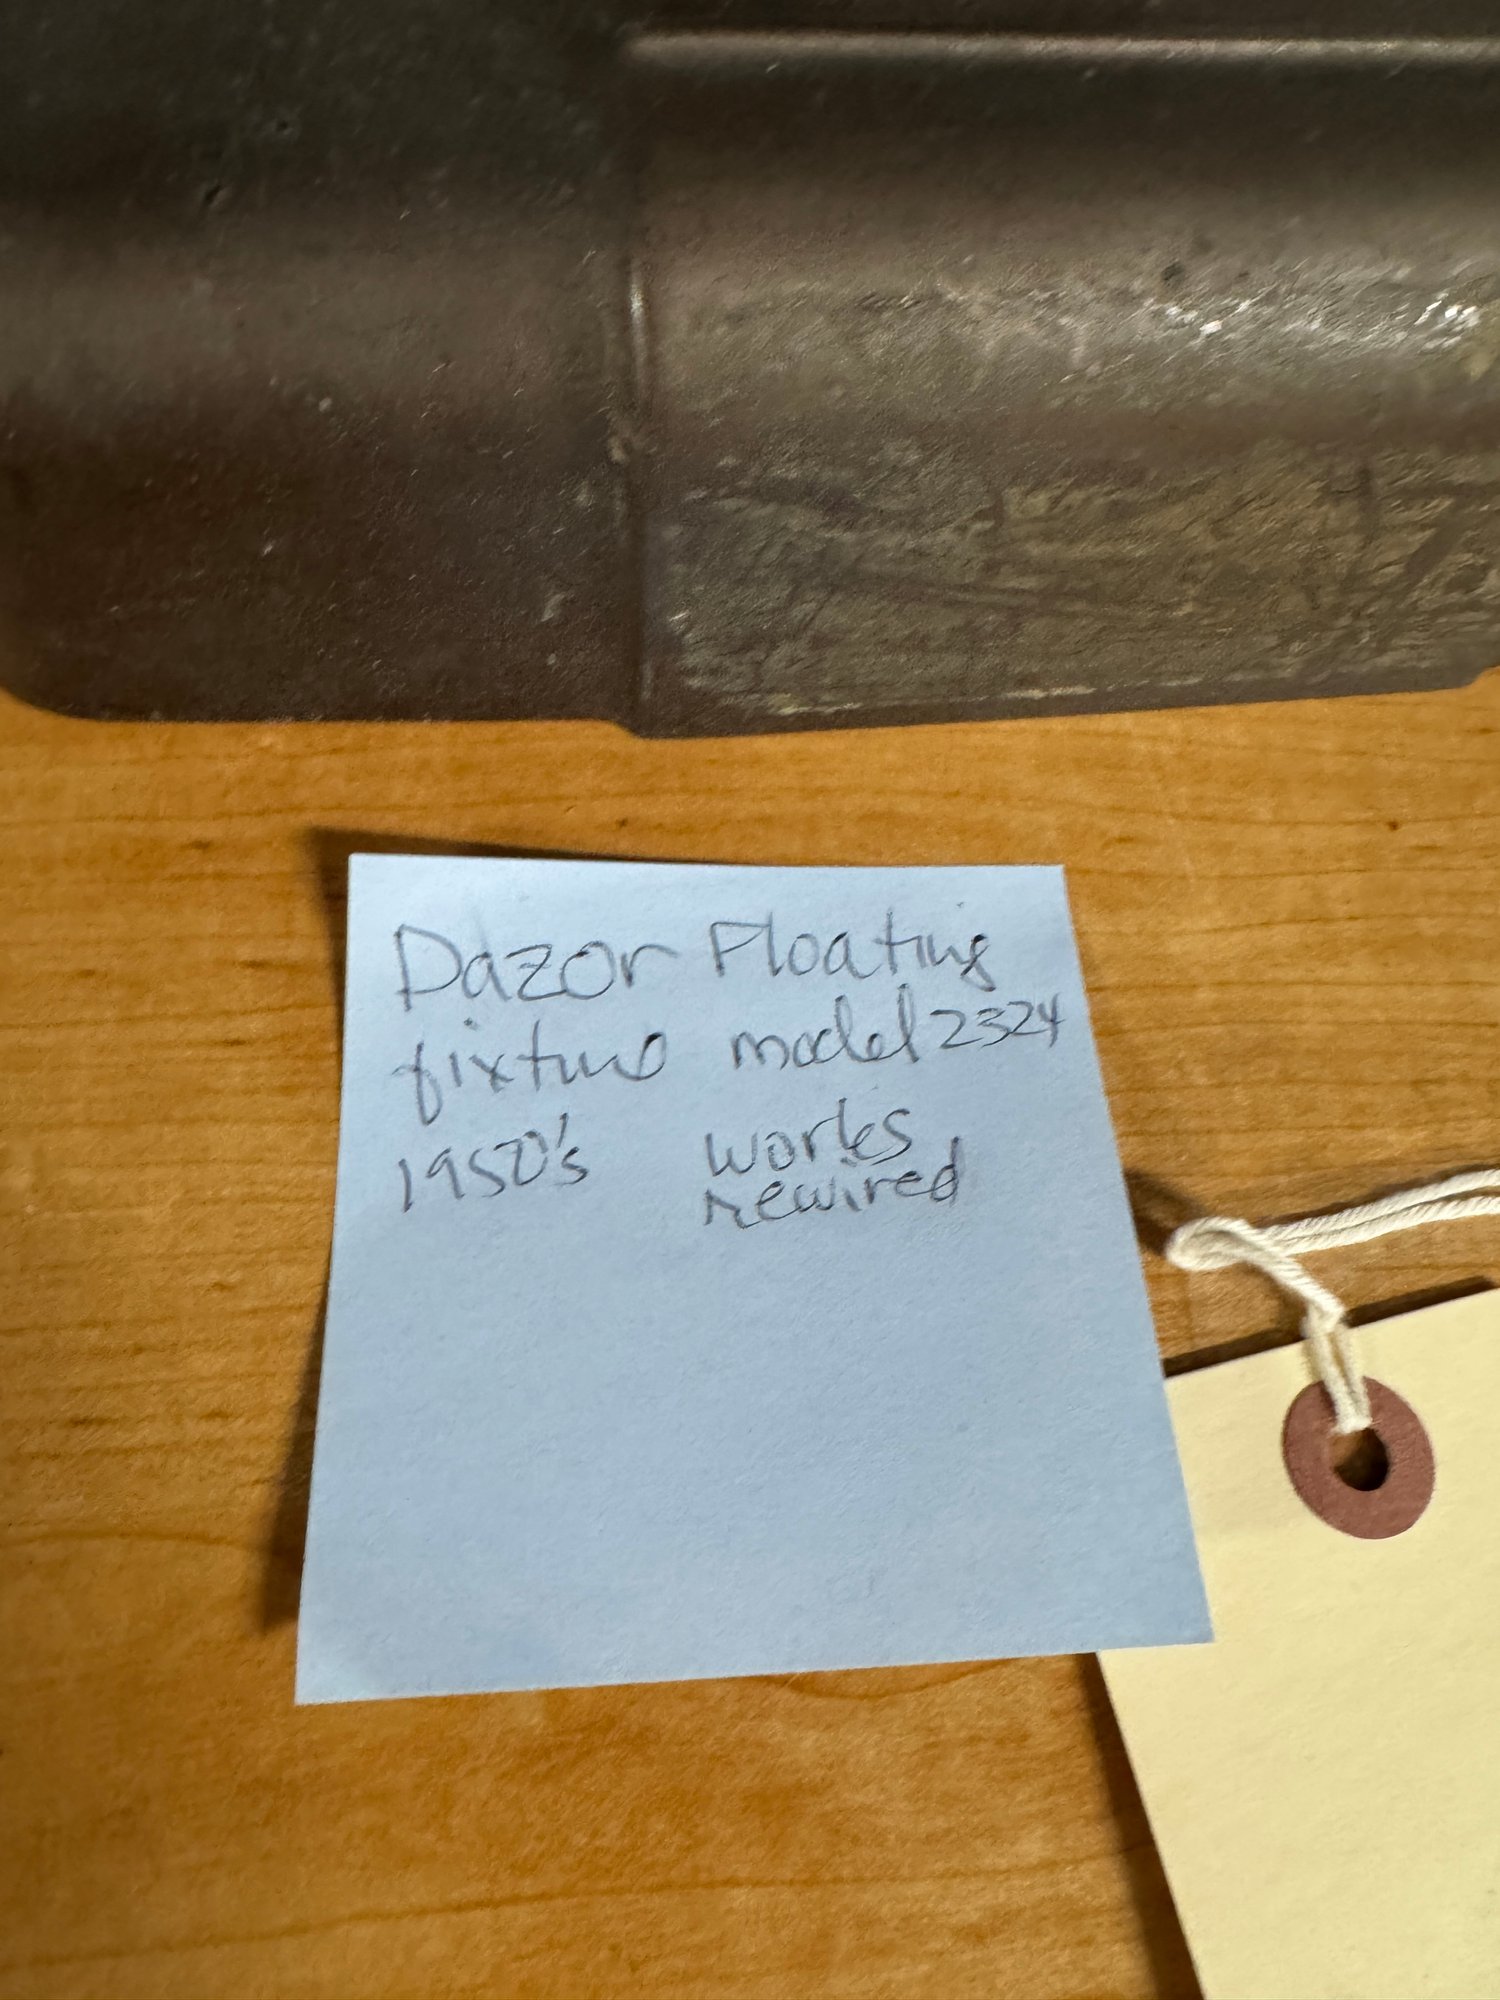 Dazor Floating
fixture model 2324
1950's works
rewired